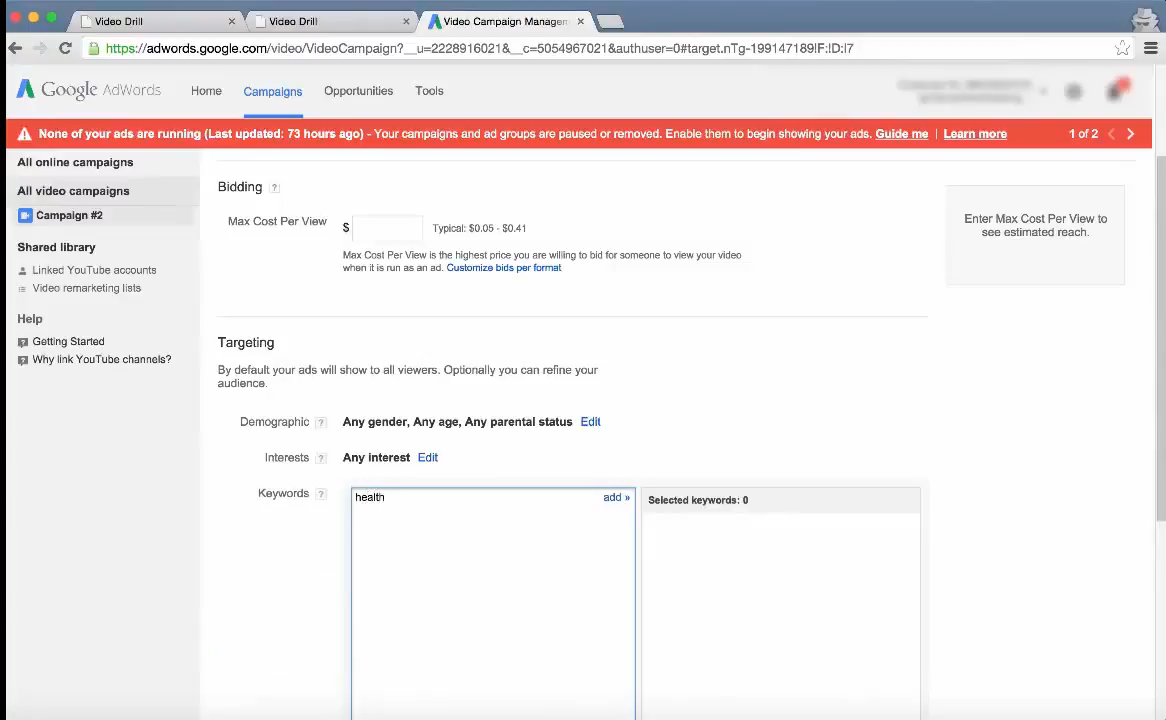 Video Drill
Video Drill
Video Campaign Managem
https://adwords.google.com/video/VideoCampaign?__u=2228916021&__c=5054967021&authuser=0#target.nTg-199147189!F:!D:!7
Google AdWords
Home
Campaigns
Opportunities
Tools
None of your ads are running (Last updated: 73 hours ago) - Your campaigns and ad groups are paused or removed. Enable them to begin showing your ads. Guide me | Learn more
1 of 2
All online campaigns
All video campaigns
Campaign #2
Shared library
Linked YouTube accounts
Video remarketing lists
Help
Getting Started
Why link YouTube channels?
Bidding ?
Max Cost Per View
$
Typical: $0.05 - $0.41
Max Cost Per View is the highest price you are willing to bid for someone to view your video
when it is run as an ad. Customize bids per format
Enter Max Cost Per View to
see estimated reach.
Targeting
By default your ads will show to all viewers. Optionally you can refine your
audience.
Demographic ? Any gender, Any age, Any parental status Edit
Interests ? Any interest Edit
Keywords ?
health
add »
Selected keywords: 0